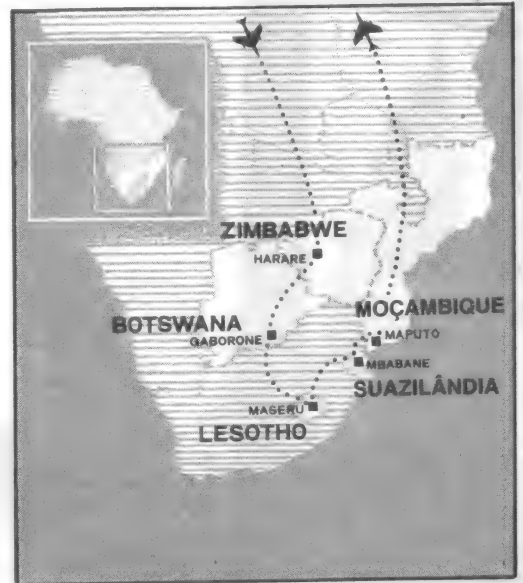 ZIMBABWE
HARARE
MOÇAMBIQUE
BOTSWANA
MAPUTO
GABORONE
MBABANE
SUAZILÂNDIA
MASERU
LESOTHO